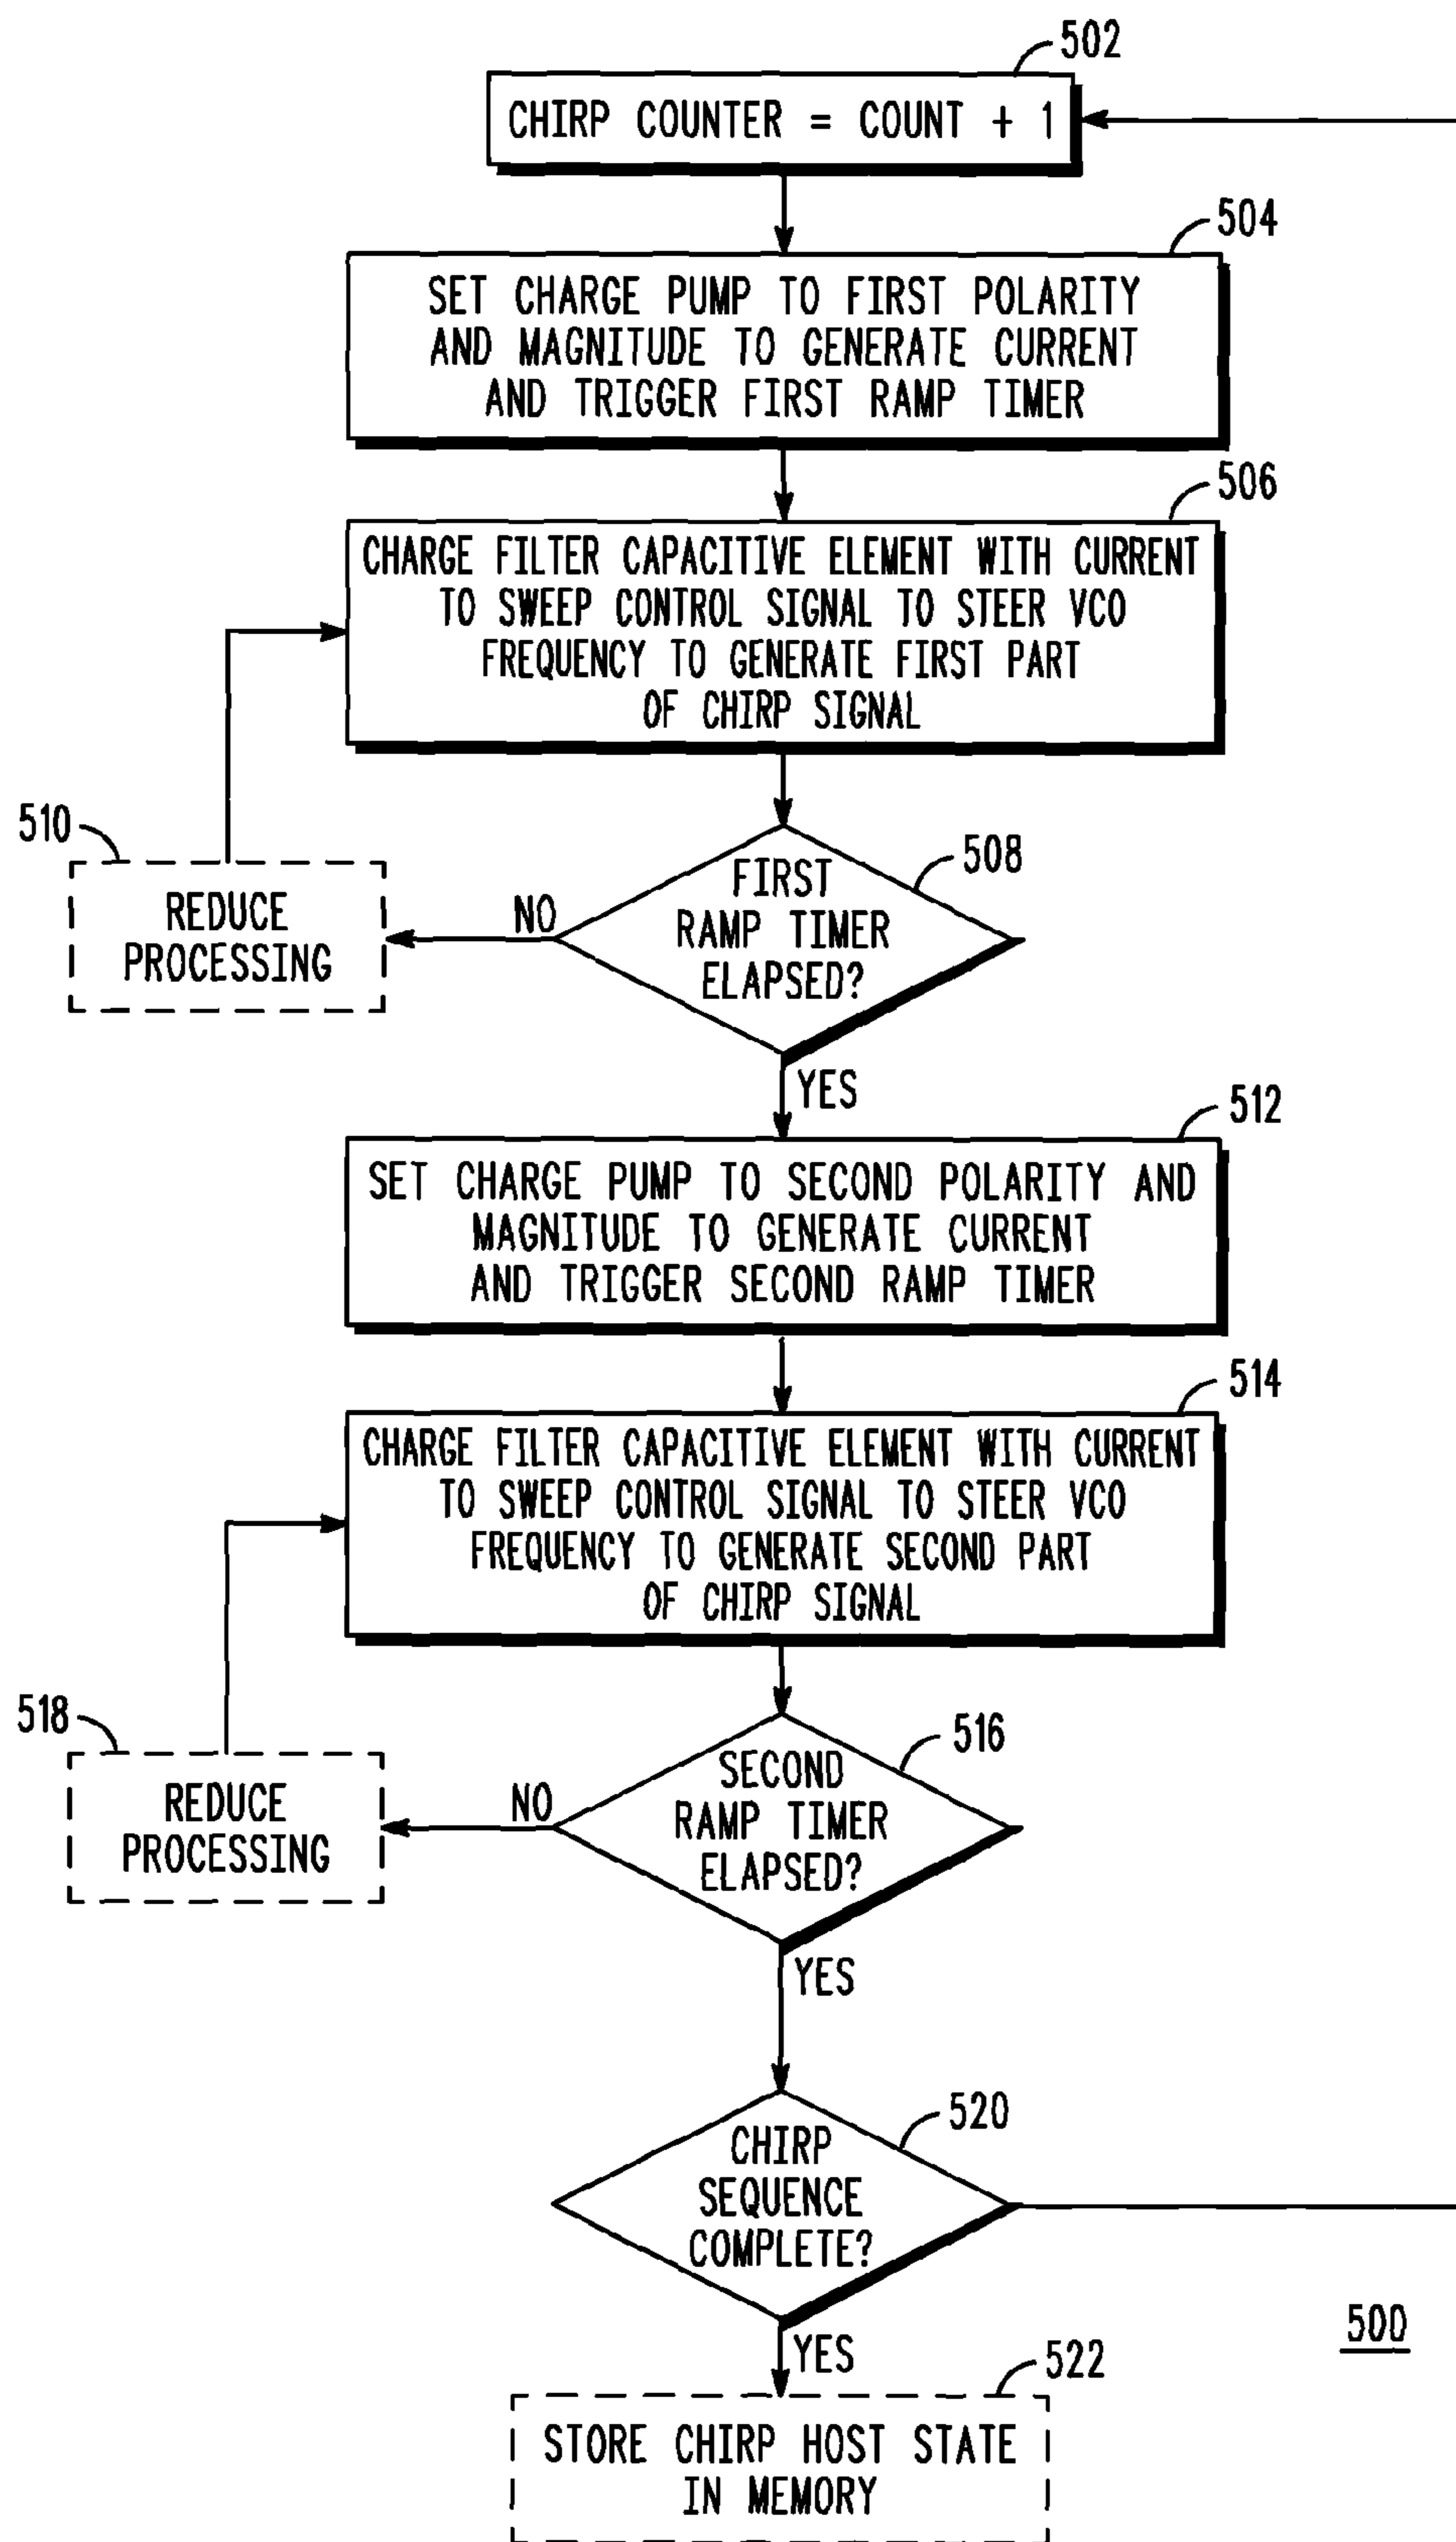 502
CHIRP COUNTER = COUNT + 1
504
SET CHARGE PUMP TO FIRST POLARITY
AND MAGNITUDE TO GENERATE CURRENT
AND TRIGGER FIRST RAMP TIMER
506
CHARGE FILTER CAPACITIVE ELEMENT WITH CURRENT
TO SWEEP CONTROL SIGNAL TO STEER VCO
FREQUENCY TO GENERATE FIRST PART
OF CHIRP SIGNAL
510
REDUCE
PROCESSING
NO
508
FIRST
RAMP TIMER
ELAPSED?
YES
512
SET CHARGE PUMP TO SECOND POLARITY AND
MAGNITUDE TO GENERATE CURRENT
AND TRIGGER SECOND RAMP TIMER
514
CHARGE FILTER CAPACITIVE ELEMENT WITH CURRENT
TO SWEEP CONTROL SIGNAL TO STEER VCO
FREQUENCY TO GENERATE SECOND PART
OF CHIRP SIGNAL
518
REDUCE
PROCESSING
NO
516
SECOND
RAMP TIMER
ELAPSED?
YES
520
CHIRP
SEQUENCE
COMPLETE?
YES
500
522
STORE CHIRP HOST STATE
IN MEMORY